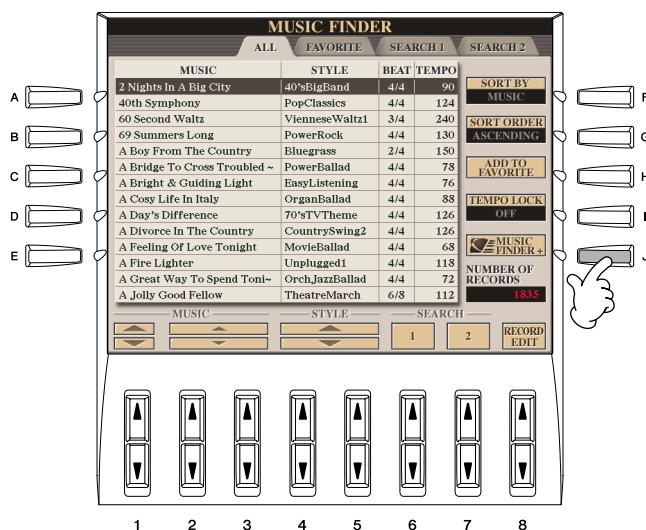 MUSIC FINDER
ALL FAVORITE SEARCH 1 SEARCH 2
MUSIC STYLE BEAT TEMPO
2 Nights In A Big City 40'sBigBand 4/4 90
40th Symphony PopClassics 4/4 124
60 Second Waltz VienneseWaltz1 3/4 240
69 Summers Long PowerRock 4/4 130
A Boy From The Country Bluegrass 2/4 150
A Bridge To Cross Troubled ~ PowerBallad 4/4 78
A Bright & Guiding Light EasyListening 4/4 76
A Cosy Life In Italy OrganBallad 4/4 88
A Day's Difference 70'sTVTheme 4/4 126
A Divorce In The Country CountrySwing2 4/4 126
A Feeling Of Love Tonight MovieBallad 4/4 68
A Fire Lighter Unplugged1 4/4 118
A Great Way To Spend Toni~ OrchJazzBallad 4/4 72
A Jolly Good Fellow TheatreMarch 6/8 112
SORT BY
MUSIC
SORT ORDER
ASCENDING
ADD TO
FAVORITE
TEMPO LOCK
OFF
MUSIC
FINDER+
NUMBER OF
RECORDS
1835
MUSIC STYLE SEARCH
1 2 RECORD
EDIT
A
B
C
D
E
F
G
H
I
J
1 2 3 4 5 6 7 8